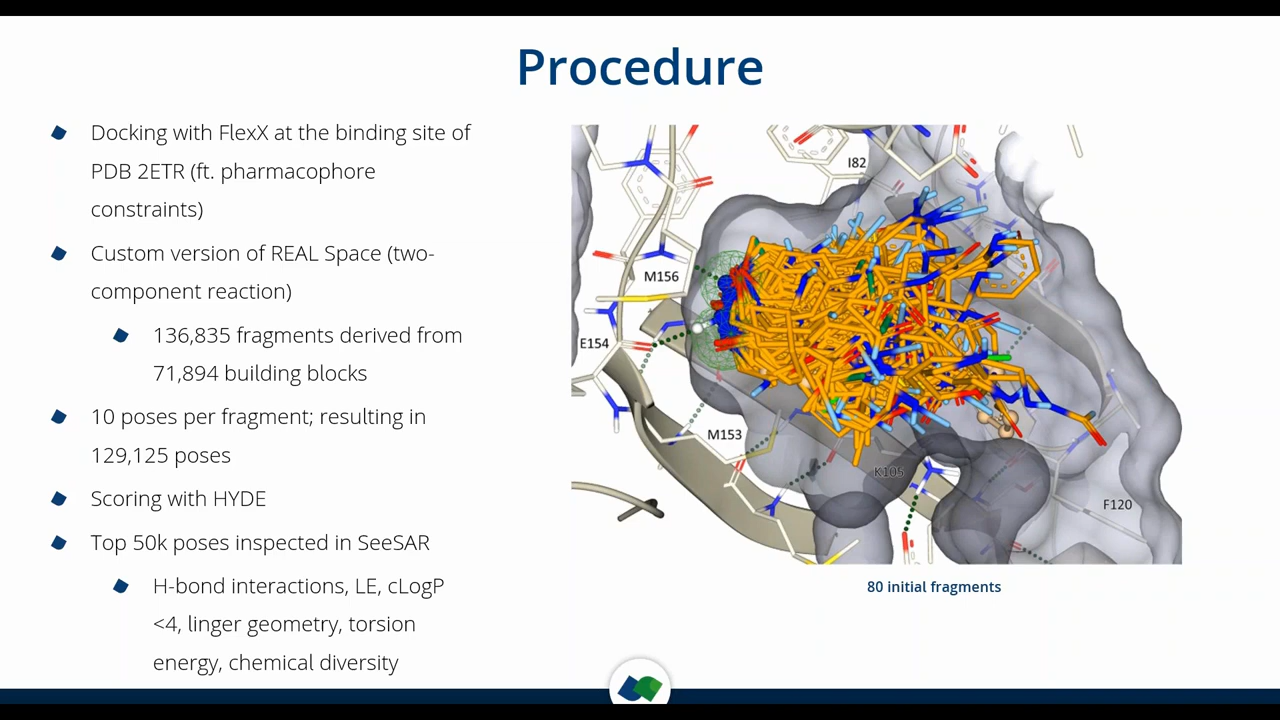 Procedure
Docking with FlexX at the binding site of
PDB 2ETR (ft. pharmacophore
constraints)
Custom version of REAL Space (two-
component reaction)
136,835 fragments derived from
71,894 building blocks
10 poses per fragment; resulting in
129,125 poses
Scoring with HYDE
Top 50k poses inspected in SeeSAR
H-bond interactions, LE, cLogP
<4, linger geometry, torsion
energy, chemical diversity
I82
M156
E154
M153
K105
F120
80 initial fragments